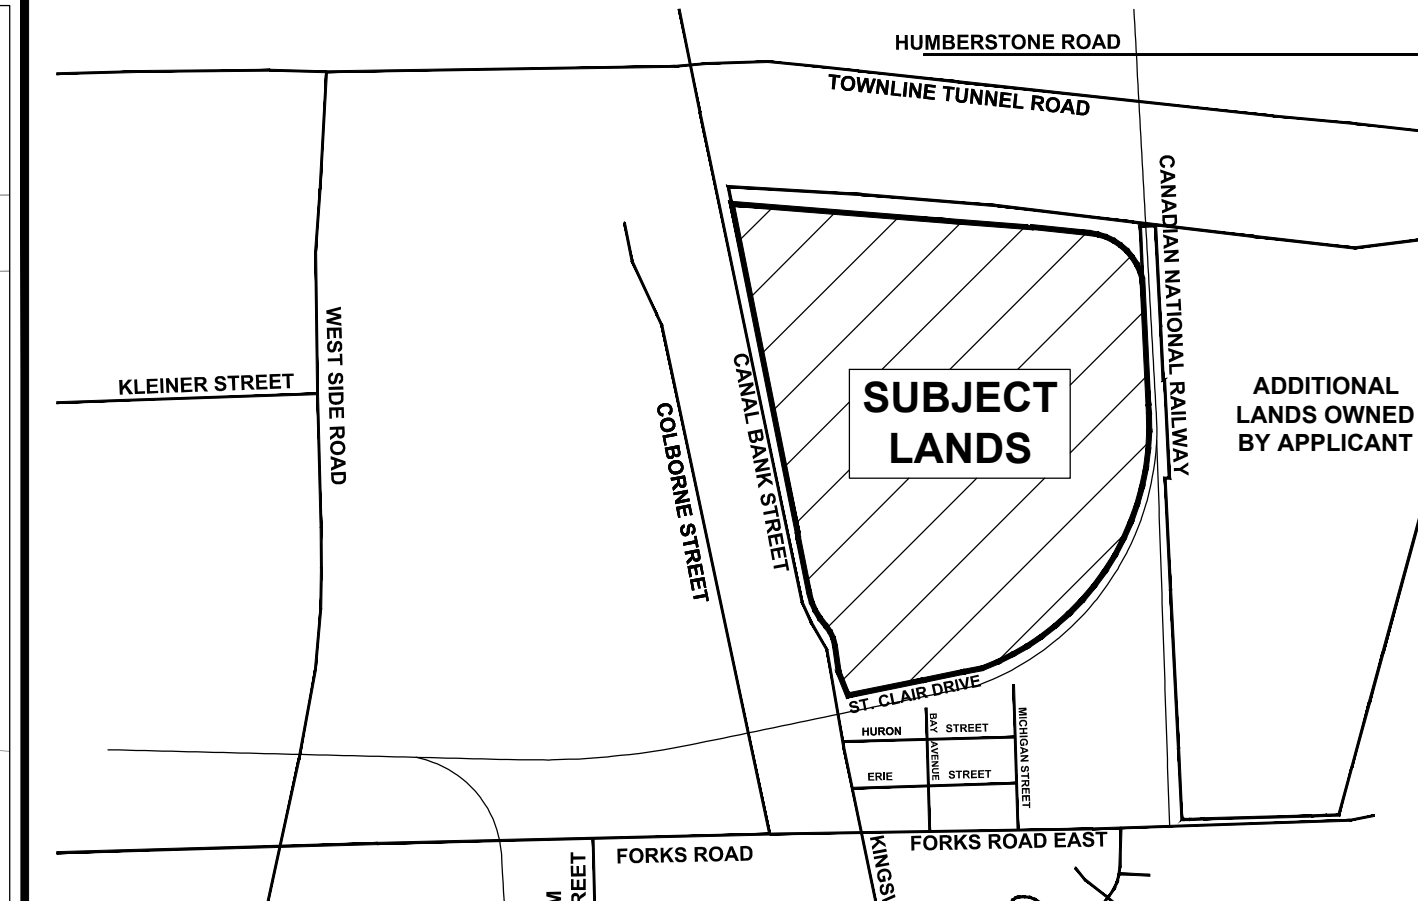 HUMBERSTONE ROAD
TOWNLINE TUNNEL ROAD
CANADIAN NATIONAL RAILWAY
WEST SIDE ROAD
KLEINER STREET
CANAL BANK STREET
COLBORNE STREET
SUBJECT
LANDS
ADDITIONAL
LANDS OWNED
BY APPLICANT
ST. CLAIR DRIVE
HURON STREET
BAY AVENUE
MICHIGAN STREET
ERIE STREET
FORKS ROAD
FORKS ROAD EAST